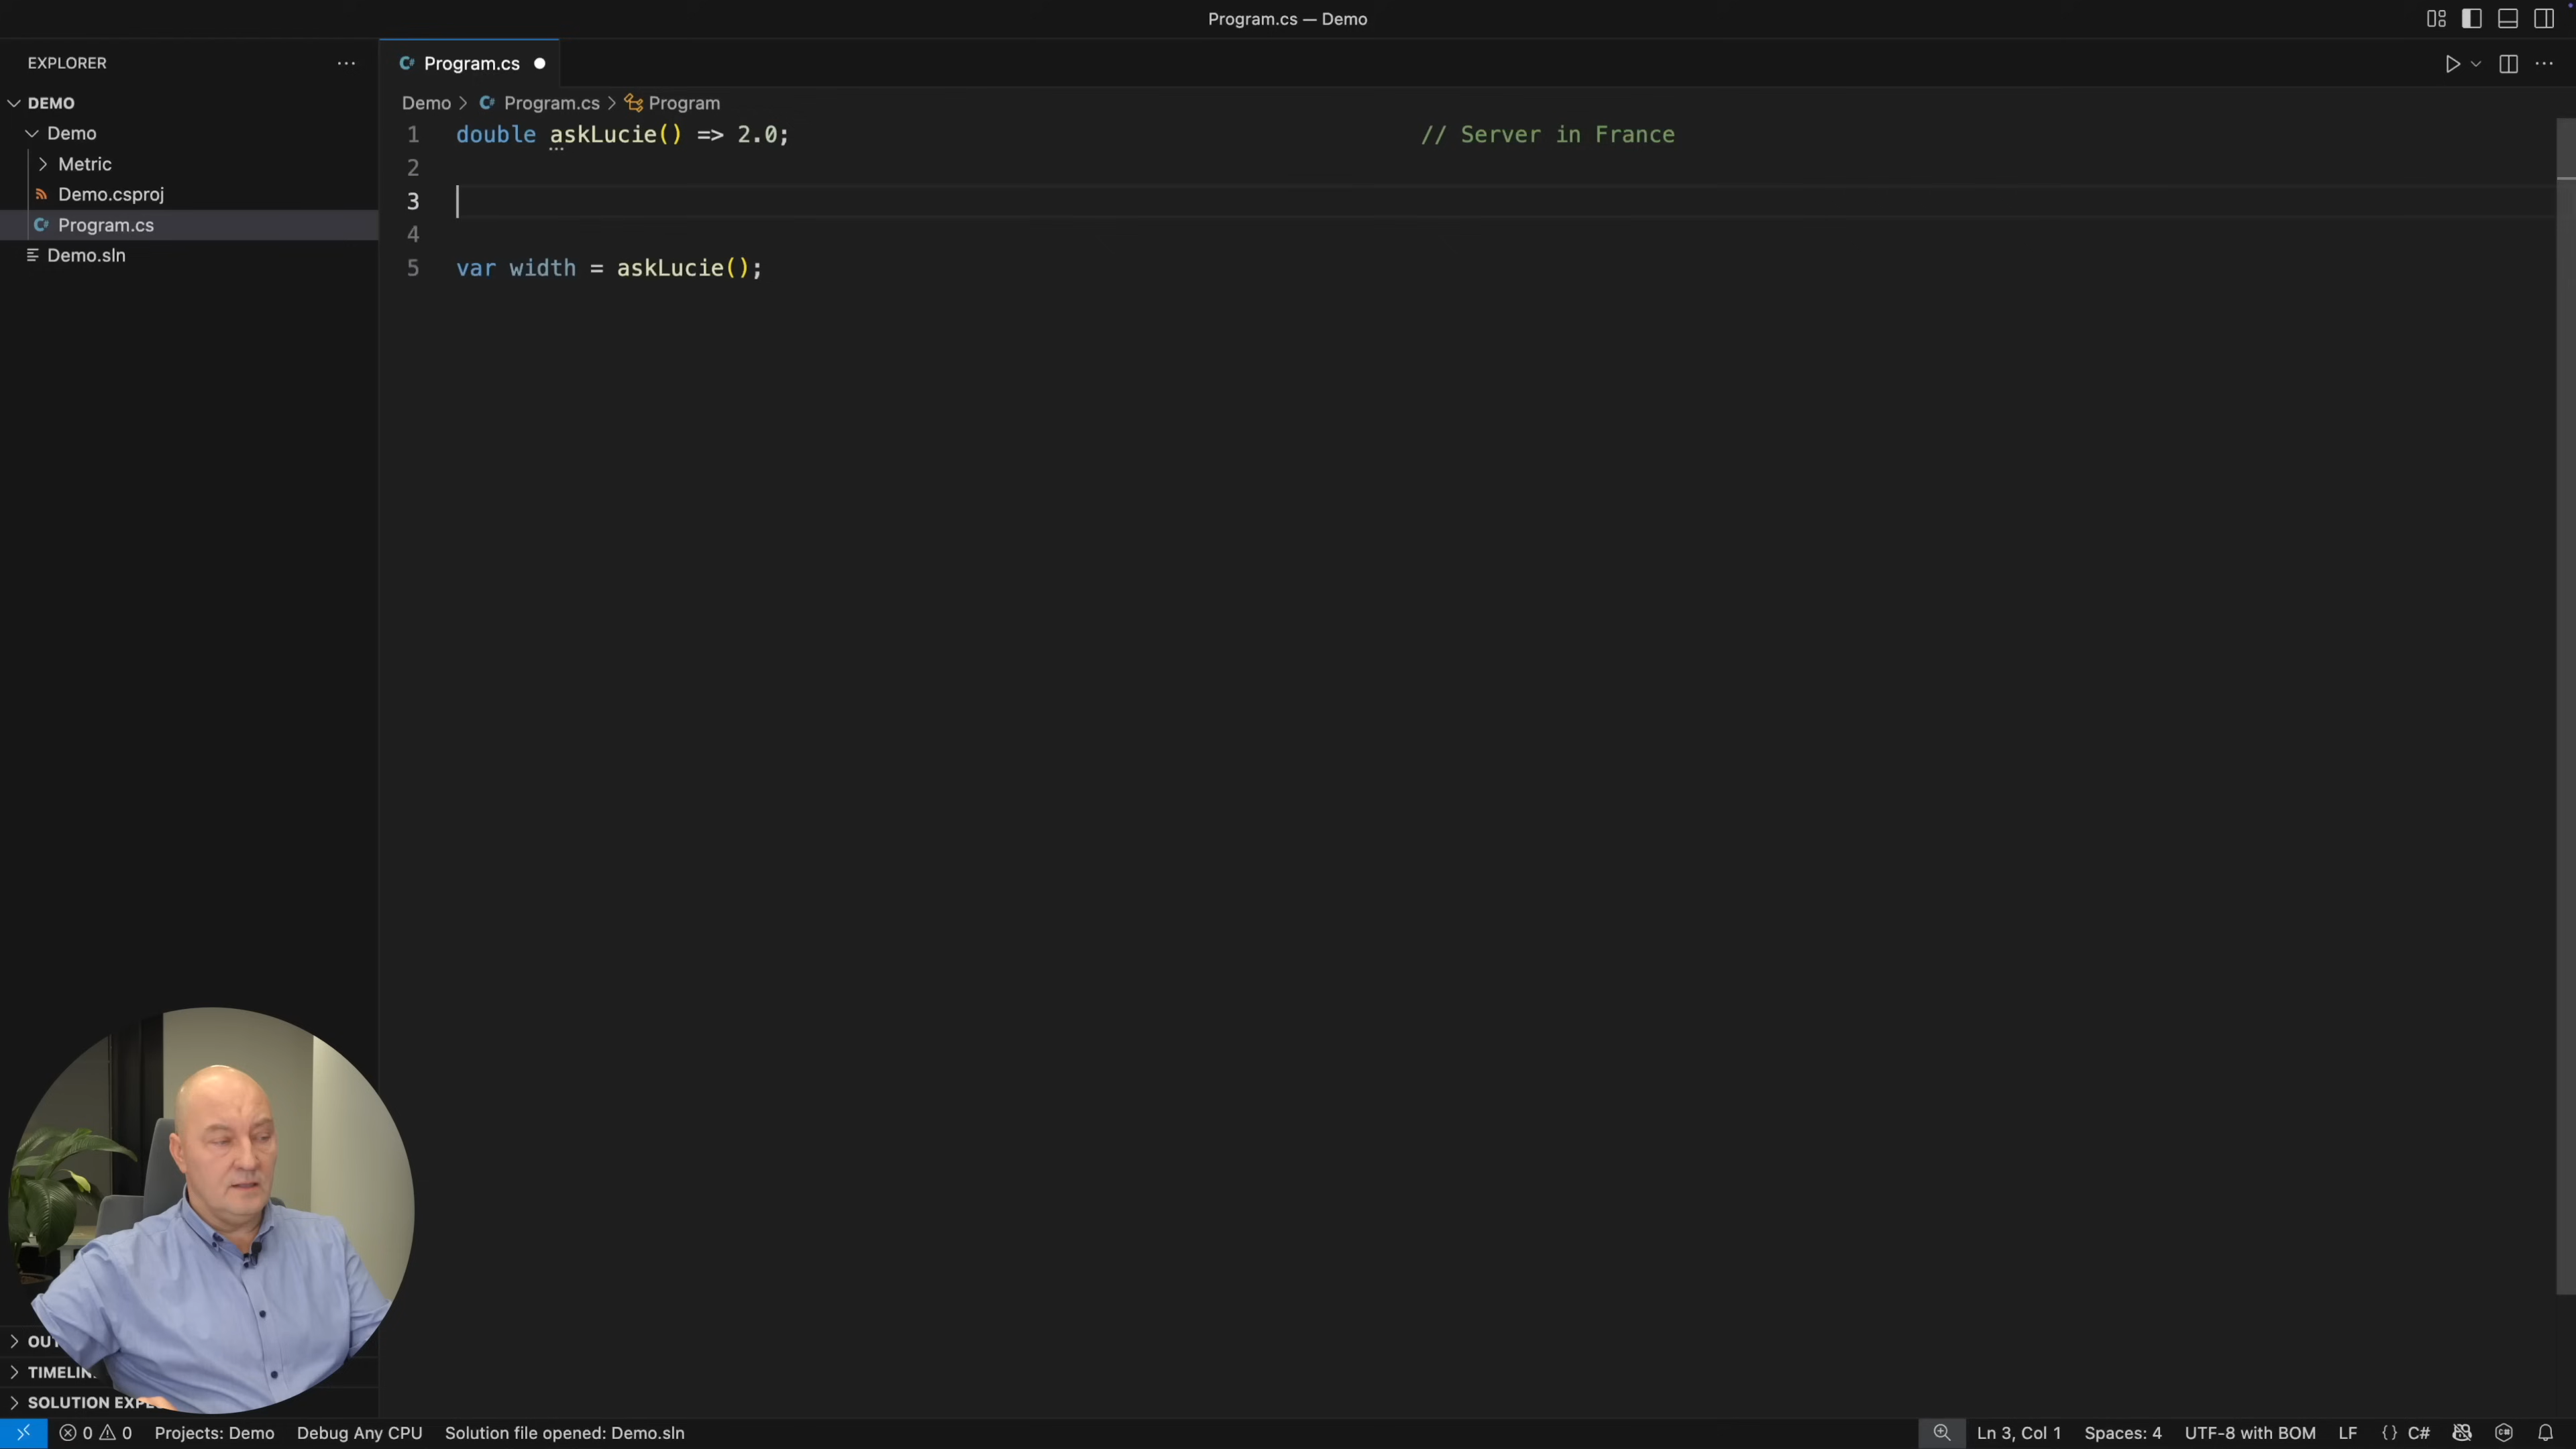 Program.cs — Demo
EXPLORER
DEMO
Demo
Metric
Demo.csproj
Program.cs
Demo.sln
Program.cs
Demo > Program.cs > Program
1 double askLucie() => 2.0; // Server in France
2
3
4
5 var width = askLucie();
OUT
TIMELIN
SOLUTION EXPL
0 0 Projects: Demo Debug Any CPU Solution file opened: Demo.sln Ln 3, Col 1 Spaces: 4 UTF-8 with BOM LF {} C#